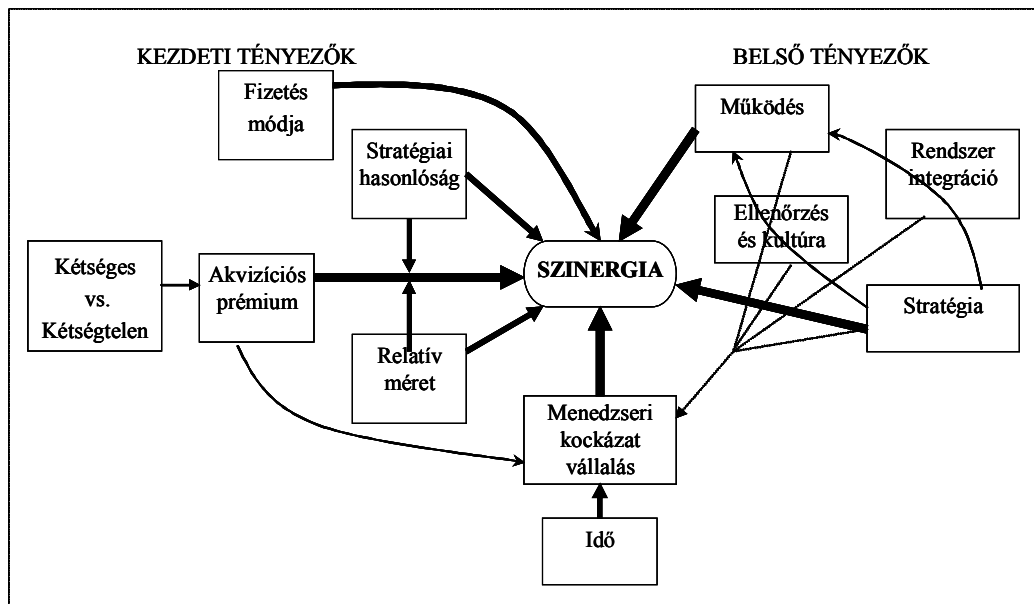 KEZDETI TÉNYEZŐK
BELSŐ TÉNYEZŐK
Fizetés
módja
Működés
Stratégiai
hasonlóság
Rendszer
integráció
Ellenőrzés
és kultúra
Kétséges
vs.
Kétségtelen
Akvizíciós
prémium
SZINERGIA
Stratégia
Relatív
méret
Menedzseri
kockázat
vállalás
Idő